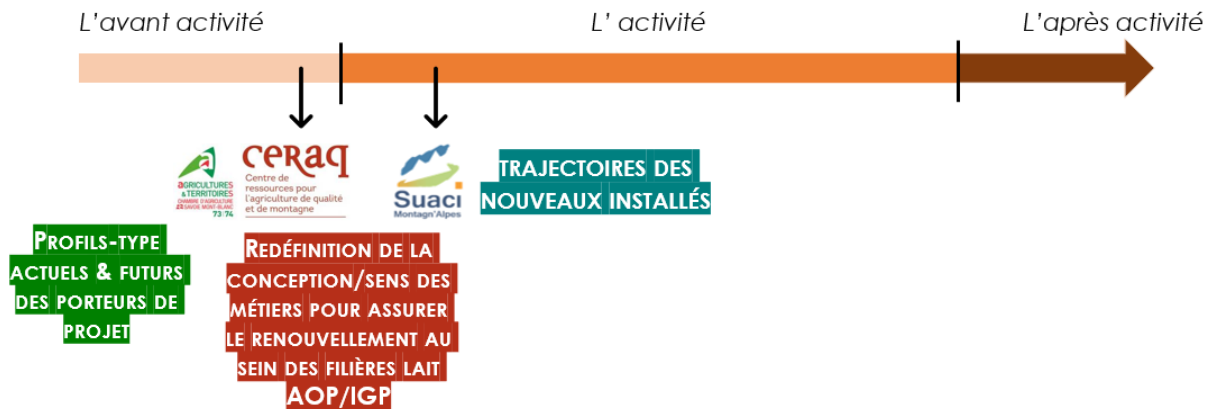 L'avant activité
L' activité
L'après activité
AGRICULTURES
& TERRITOIRES
CHAMBRE D'AGRICULTURE
SAVOIE MONT-BLANC
73 74
ceraq
Centre de
ressources pour
l'agriculture de qualité
et de montagne
Suaci
Montagn'Alpes
TRAJECTOIRES DES
NOUVEAUX INSTALLÉS
PROFILS-TYPE
ACTUELS & FUTURS
DES PORTEURS DE
PROJET
REDÉFINITION DE LA
CONCEPTION/SENS DES
MÉTIERS POUR ASSURER
LE RENOUVELLEMENT AU
SEIN DES FILIÈRES LAIT
AOP/IGP